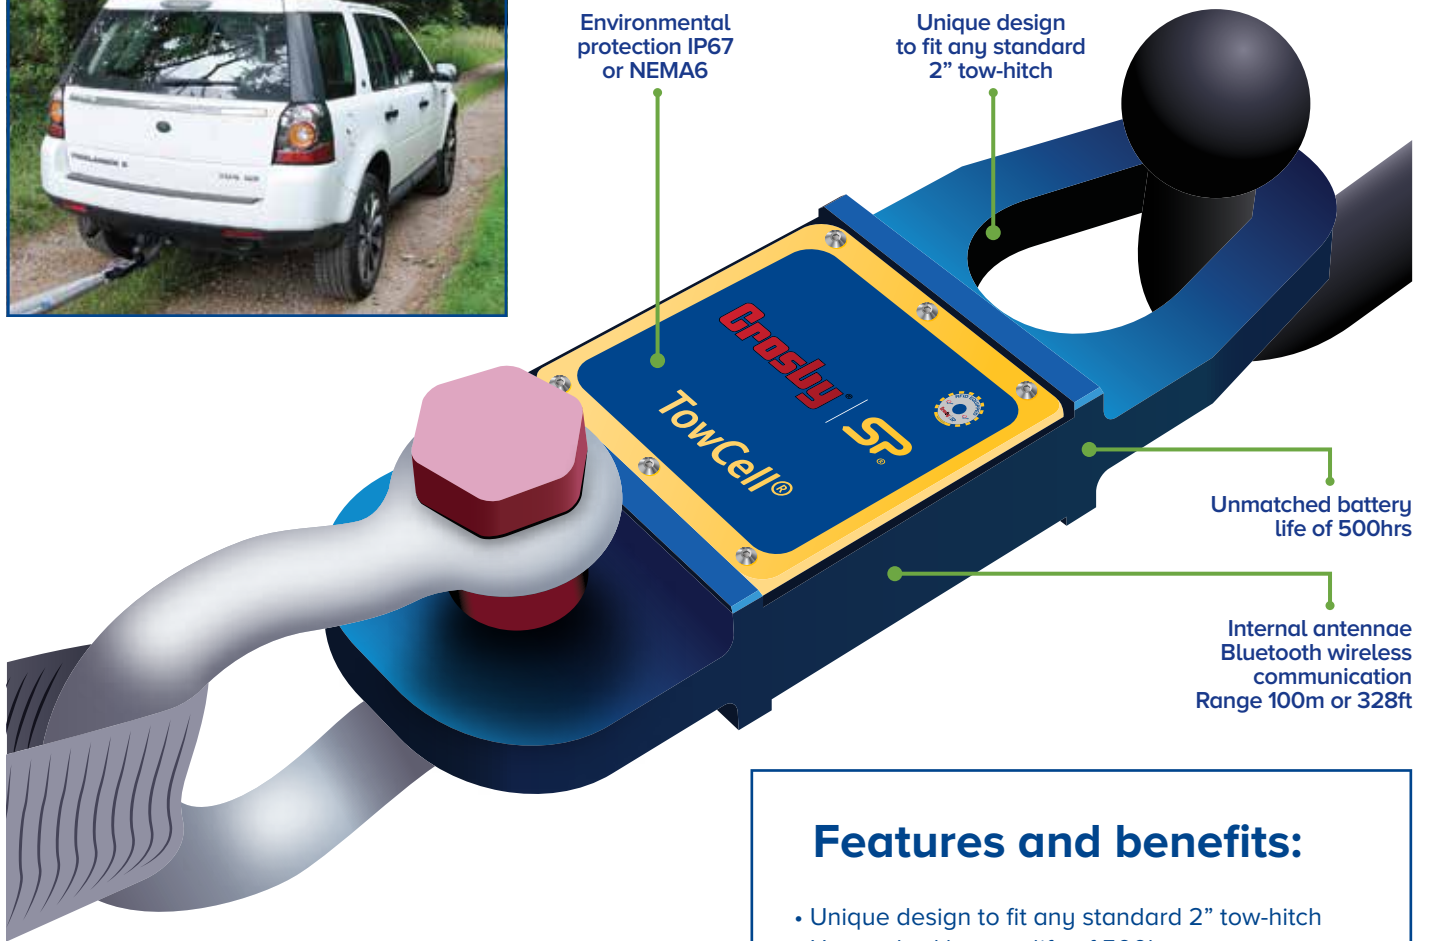 Environmental
protection IP67
or NEMA6
Unique design
to fit any standard
2” tow-hitch
Crosby
SP
®
TowCell®
Unmatched battery
life of 500hrs
Internal antennae
Bluetooth wireless
communication
Range 100m or 328ft
Features and benefits:
• Unique design to fit any standard 2” tow-hitch